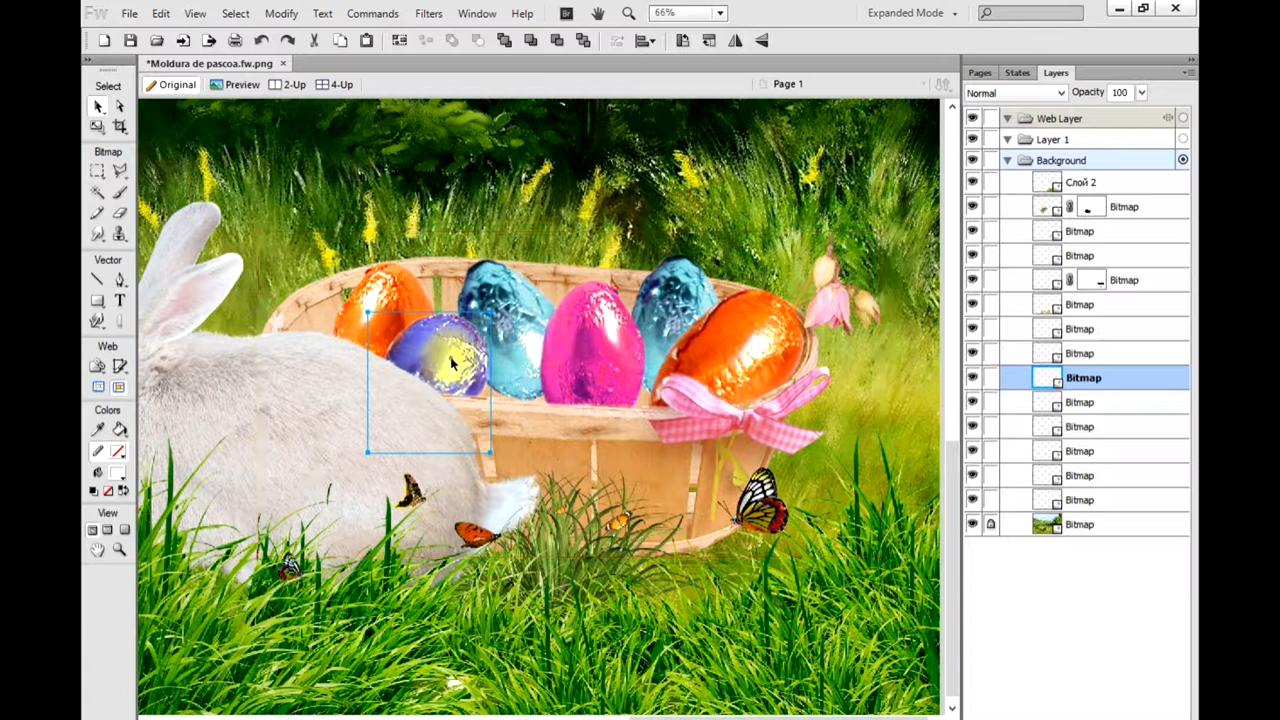 Fw File Edit View Select Modify Text Commands Filters Window Help Br 66% Expanded Mode
*Moldura de pascoa.fw.png
Original Preview 2-Up 4-Up Page 1
Select
Bitmap
Vector
T
Web
Colors
View
Pages States Layers
Normal Opacity 100
Web Layer
Layer 1
Background
Слой 2
Bitmap
Bitmap
Bitmap
Bitmap
Bitmap
Bitmap
Bitmap
Bitmap
Bitmap
Bitmap
Bitmap
Bitmap
Bitmap
Bitmap